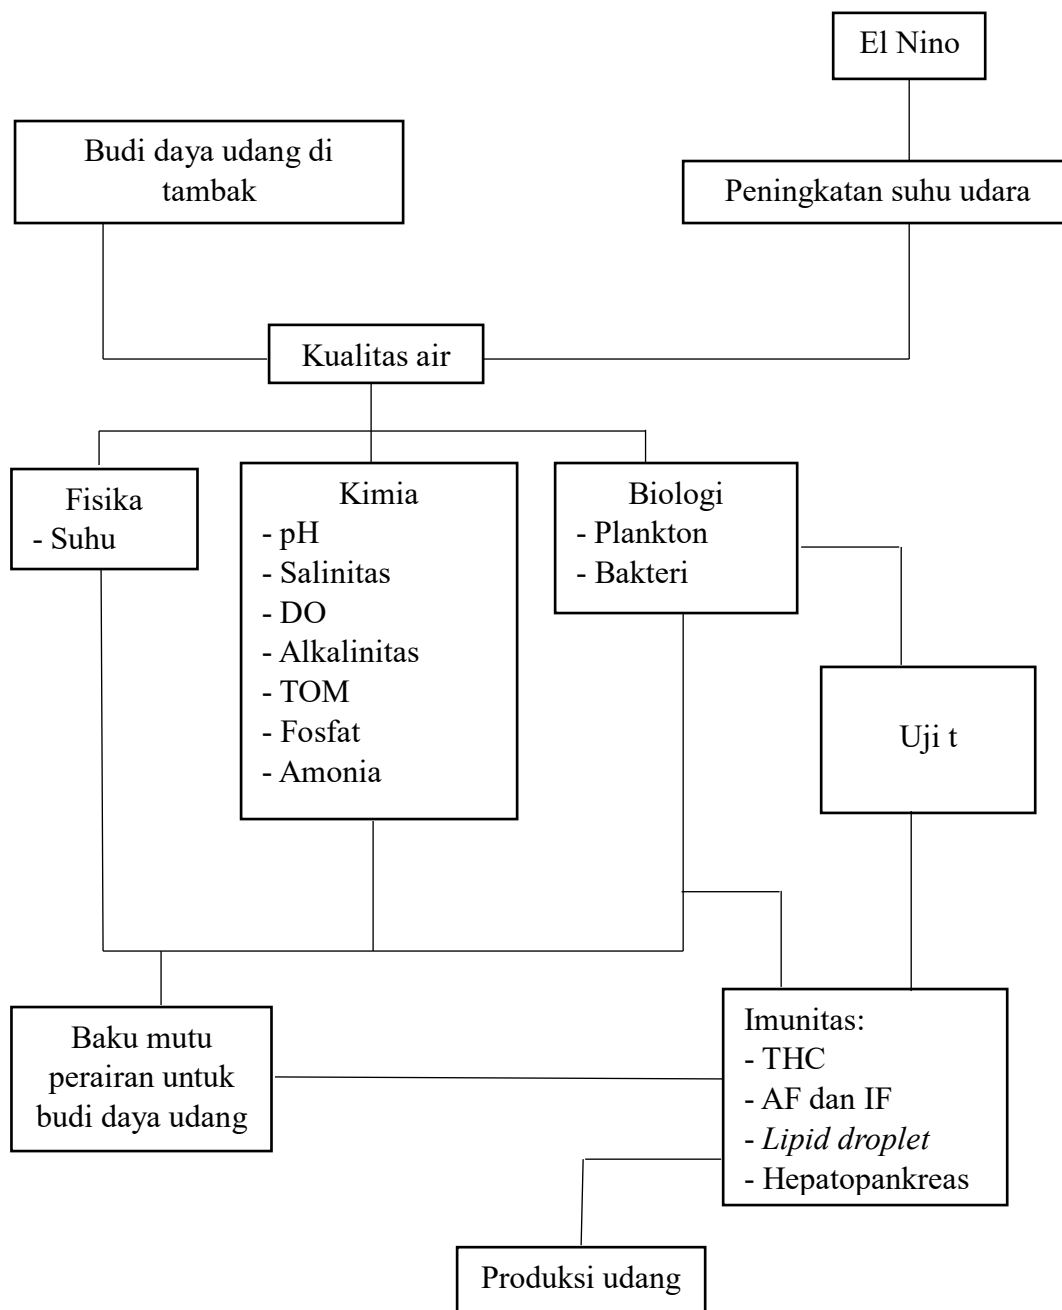 El Nino
Budi daya udang di
tambak
Peningkatan suhu udara
Kualitas air
Fisika
- Suhu
Kimia
- pH
- Salinitas
- DO
- Alkalinitas
- TOM
- Fosfat
- Amonia
Biologi
- Plankton
- Bakteri
Uji t
Baku mutu
perairan untuk
budi daya udang
Imunitas:
- THC
- AF dan IF
- Lipid droplet
- Hepatopankreas
Produksi udang